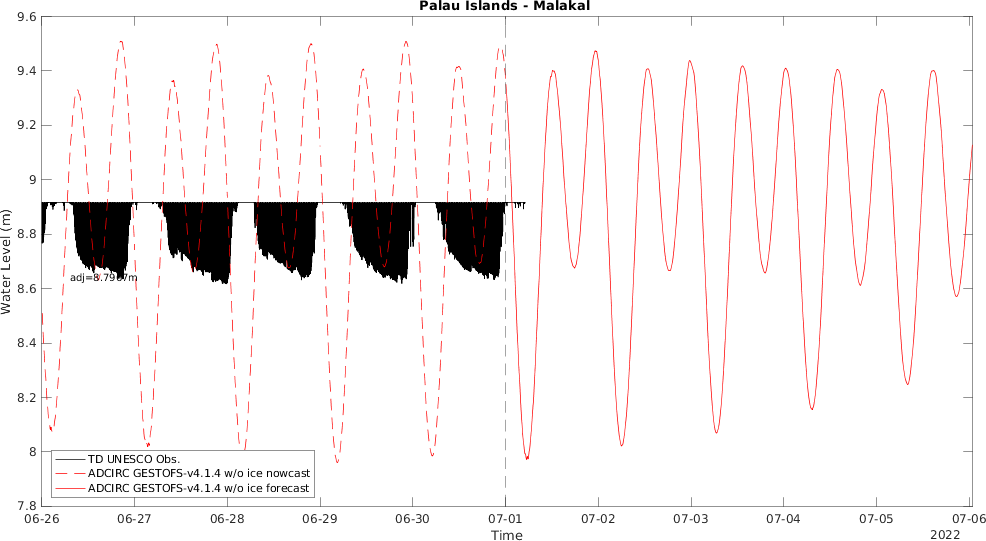 Palau Islands - Malakal
9.6
9.4
9.2
9
8.8
8.6
8.4
8.2
8
7.8
Water Level (m)
adj=8.7967m
TD UNESCO Obs.
ADCIRC GESTOFS-v4.1.4 w/o ice nowcast
ADCIRC GESTOFS-v4.1.4 w/o ice forecast
06-26 06-27 06-28 06-29 06-30 07-01 07-02 07-03 07-04 07-05 07-06
Time
2022